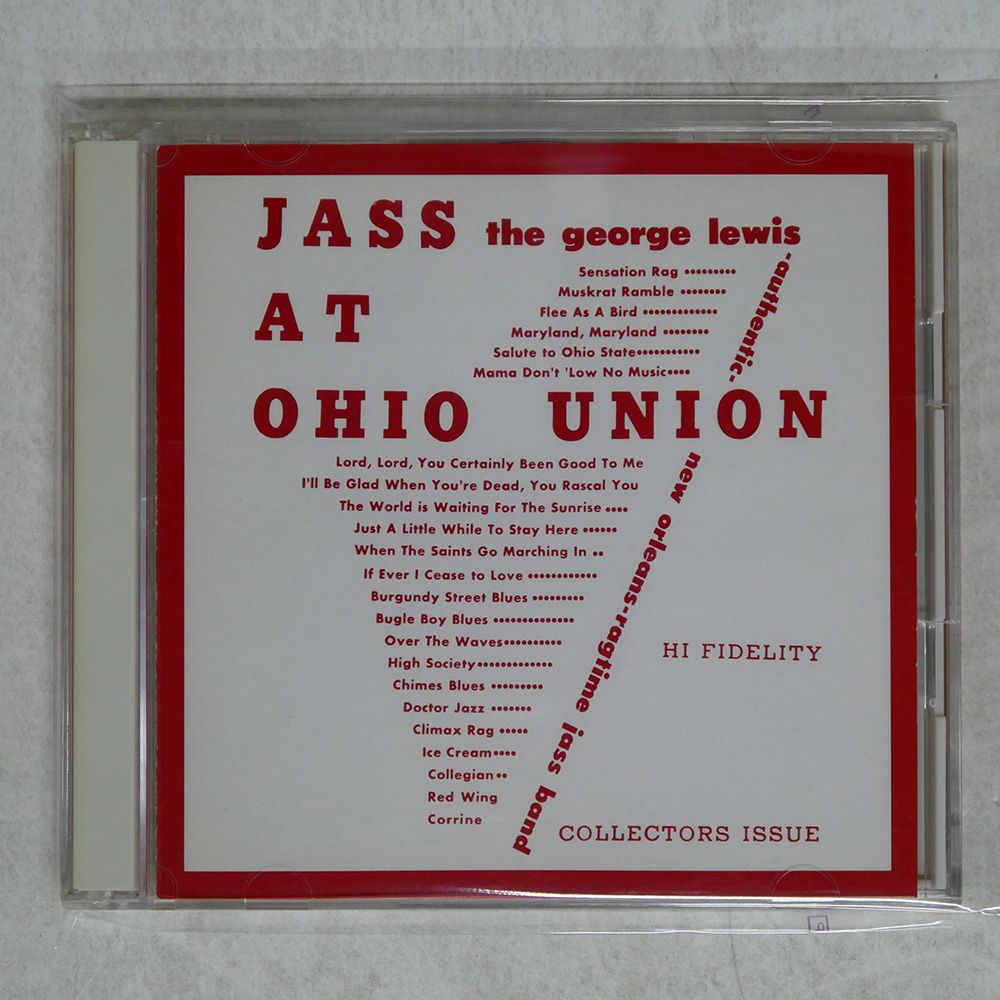 JASS the george lewis
Sensation Rag ••••••••••
Muskrat Ramble •••••••••
Flee As A Bird ••••••••••••••
Maryland, Maryland ••••••••
Salute to Ohio State••••••••••••
Mama Don't 'Low No Music••••
AT
OHIO UNION
-authentic-
new orleans-ragtime jass band
Lord, Lord, You Certainly Been Good To Me
I'll Be Glad When You're Dead, You Rascal You
The World is Waiting For The Sunrise ••••
Just A Little While To Stay Here ••••••
When The Saints Go Marching In ••
If Ever I Cease to Love •••••••••••••
Burgundy Street Blues •••••••••
Bugle Boy Blues •••••••••••••••
Over The Waves••••••••••
High Society•••••••••••••
Chimes Blues •••••••••
Doctor Jazz •••••••
Climax Rag •••••
Ice Cream••••
Collegian••
Red Wing
Corrine
HI FIDELITY
COLLECTORS ISSUE